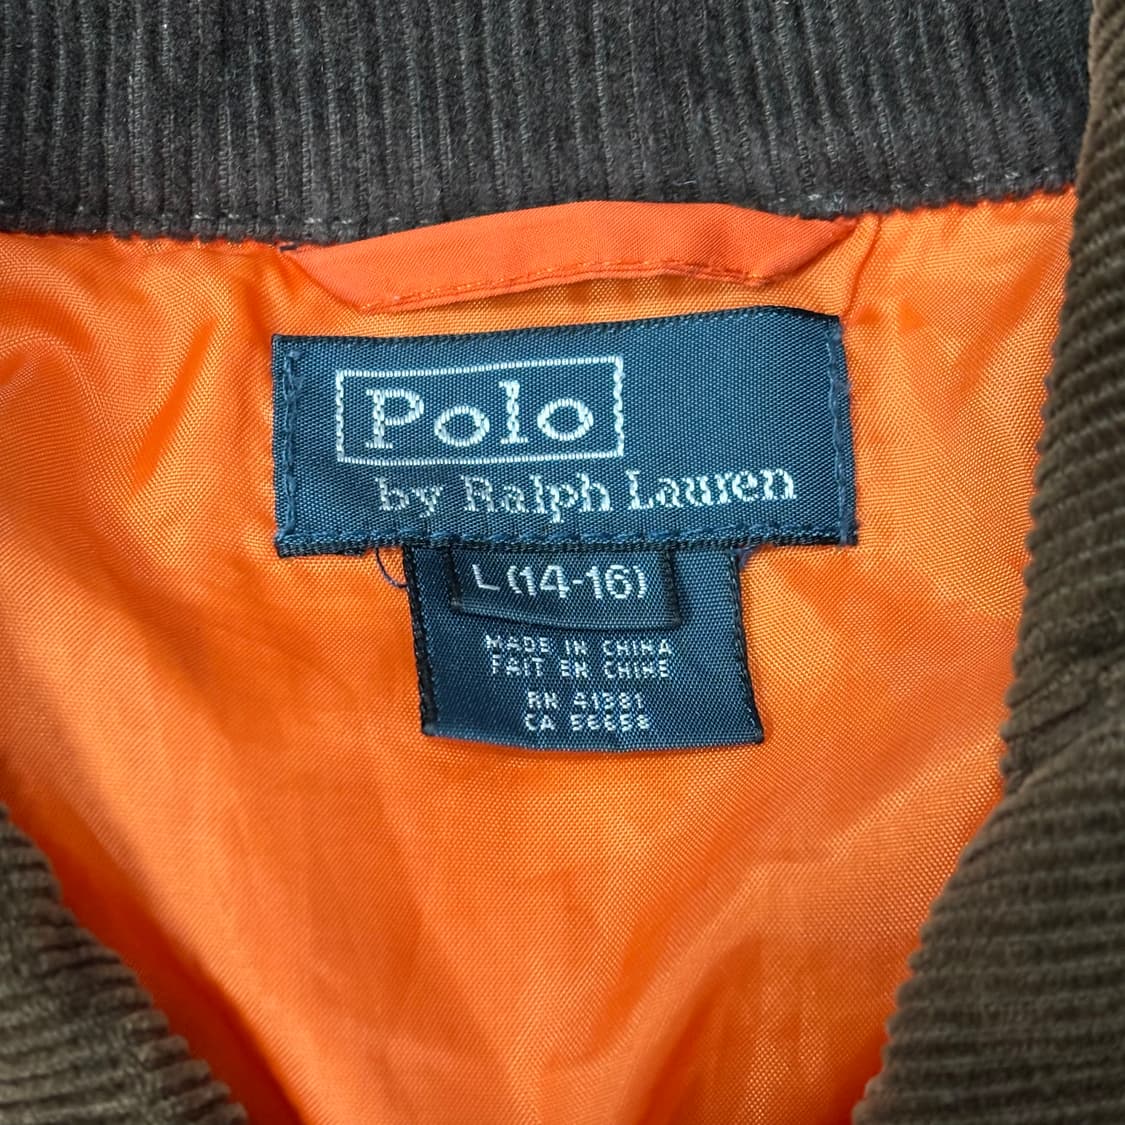 Polo
by Ralph Lauren
L (14-16)
MADE IN CHINA
FAIT EN CHINE
RN 41381
CA 56658